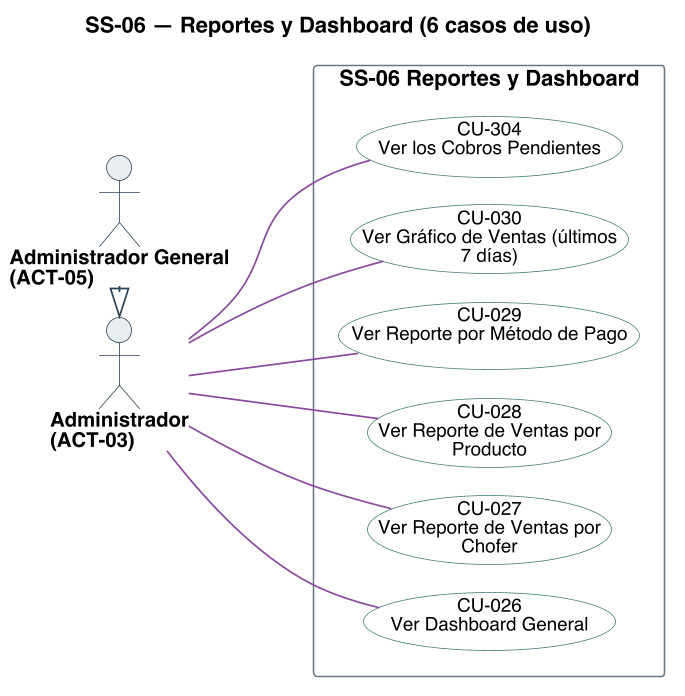 SS-06 — Reportes y Dashboard (6 casos de uso)
SS-06 Reportes y Dashboard
CU-304
Ver los Cobros Pendientes
CU-030
Ver Gráfico de Ventas (últimos
7 días)
CU-029
Ver Reporte por Método de Pago
CU-028
Ver Reporte de Ventas por
Producto
CU-027
Ver Reporte de Ventas por
Chofer
CU-026
Ver Dashboard General
Administrador General
(ACT-05)
Administrador
(ACT-03)